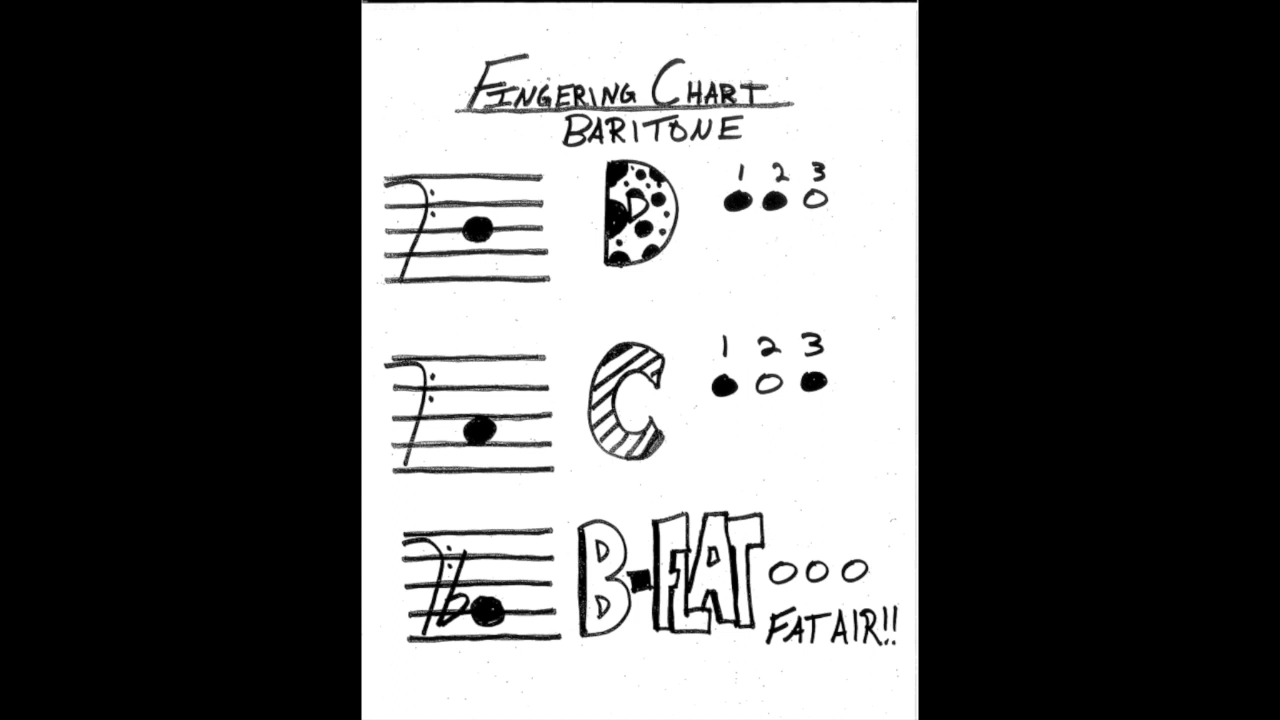 FINGERING CHART
BARITONE
D 1 2 3
C 1 2 3
B-FLAT
FAT AIR!!